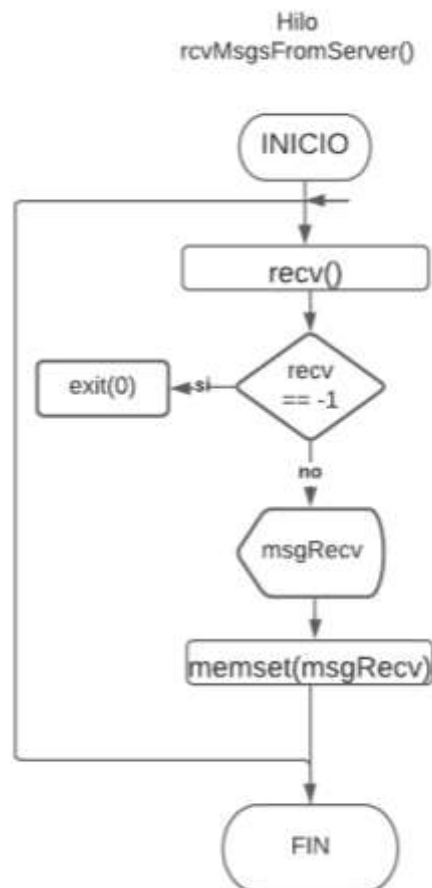 Hilo
rcvMsgsFromServer()
INICIO
recv()
recv
== -1
si
exit(0)
no
msgRecv
memset(msgRecv)
FIN